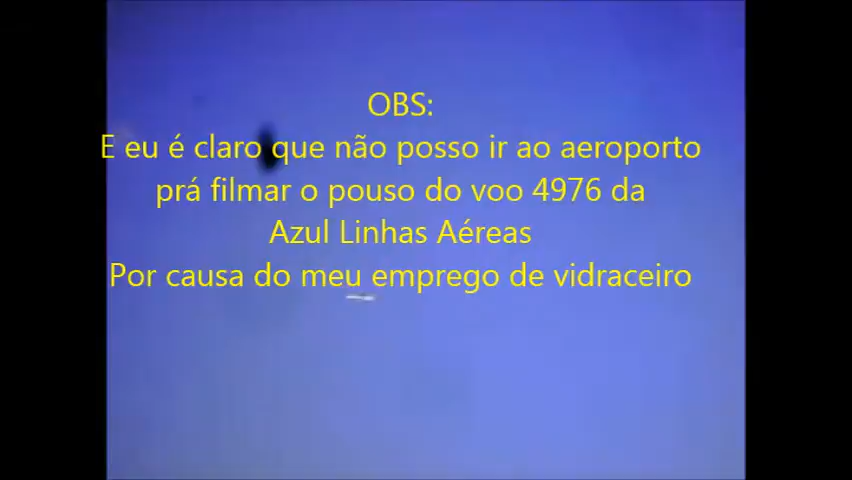 OBS:
E eu é claro que não posso ir ao aeroporto
prá filmar o pouso do voo 4976 da
Azul Linhas Aéreas
Por causa do meu emprego de vidraceiro